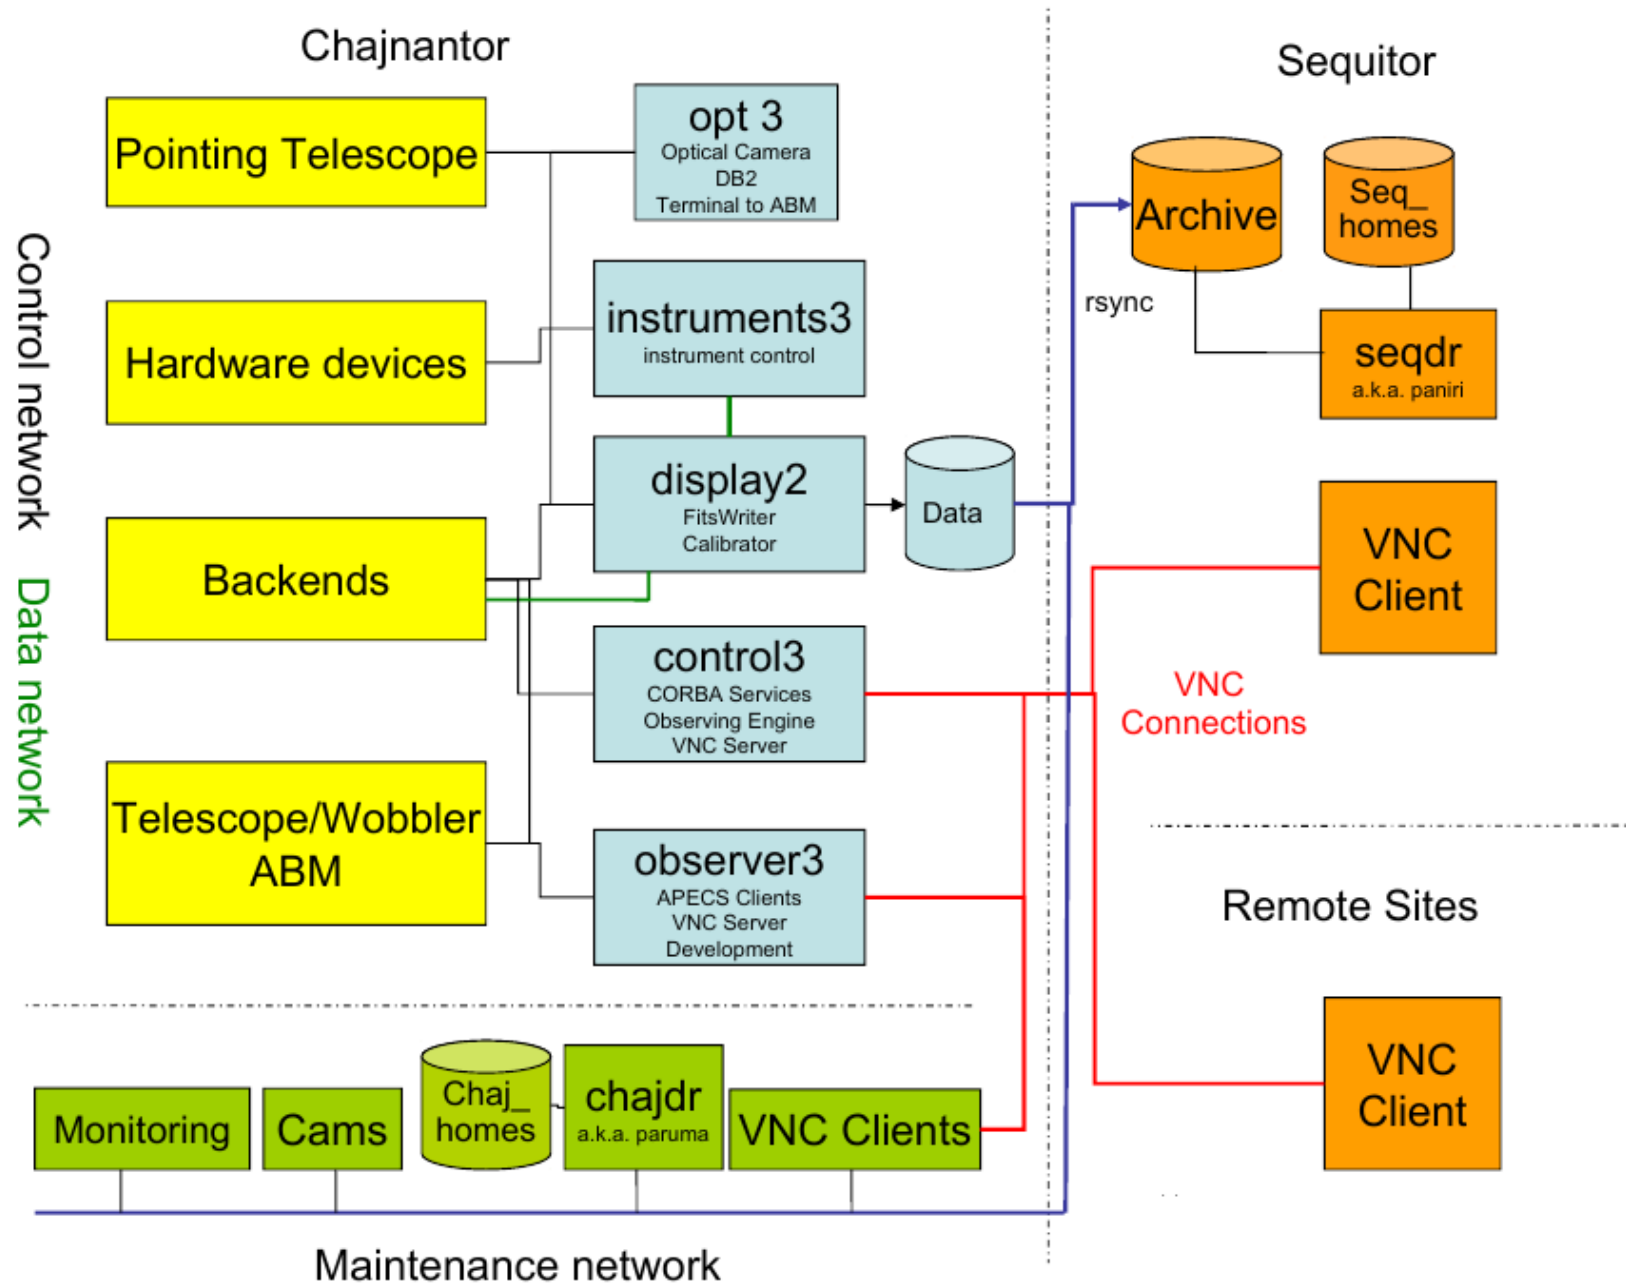 Chajnantor
Sequitor
Control network
Data network
Pointing Telescope
Hardware devices
Backends
Telescope/Wobbler
ABM
opt 3
Optical Camera
DB2
Terminal to ABM
instruments3
instrument control
display2
FitsWriter
Calibrator
control3
CORBA Services
Observing Engine
VNC Server
observer3
APECS Clients
VNC Server
Development
Data
rsync
Archive
Seq_
homes
seqdr
a.k.a. paniri
VNC
Client
VNC
Connections
Remote Sites
VNC
Client
Monitoring
Cams
Chaj_
homes
chajdr
a.k.a. paruma
VNC Clients
Maintenance network